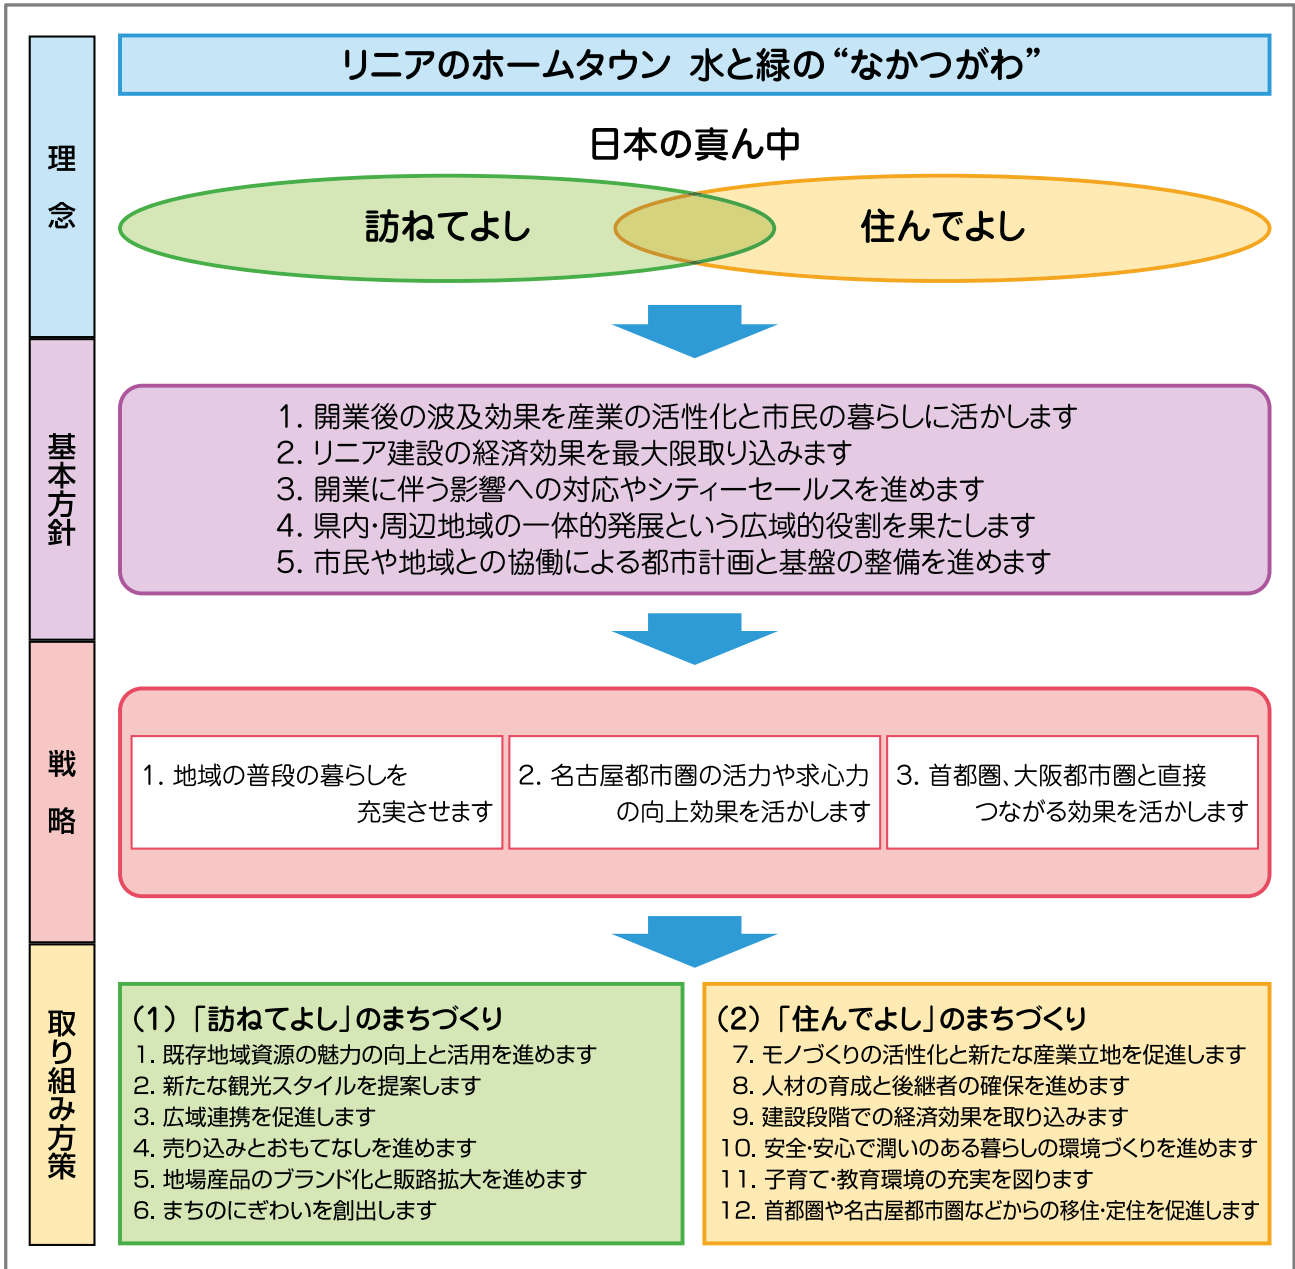 理念
リニアのホームタウン 水と緑の“なかつがわ”
日本の真ん中
訪ねてよし
住んでよし
基本方針
1. 開業後の波及効果を産業の活性化と市民の暮らしに活かします
2. リニア建設の経済効果を最大限取り込みます
3. 開業に伴う影響への対応やシティーセールスを進めます
4. 県内・周辺地域の一体的発展という広域的役割を果たします
5. 市民や地域との協働による都市計画と基盤の整備を進めます
戦略
1. 地域の普段の暮らしを
充実させます
2. 名古屋都市圏の活力や求心力
の向上効果を活かします
3. 首都圏、大阪都市圏と直接
つながる効果を活かします
取り組み方策
(1)「訪ねてよし」のまちづくり
1. 既存地域資源の魅力の向上と活用を進めます
2. 新たな観光スタイルを提案します
3. 広域連携を促進します
4. 売り込みとおもてなしを進めます
5. 地場産品のブランド化と販路拡大を進めます
6. まちのにぎわいを創出します
(2)「住んでよし」のまちづくり
7. モノづくりの活性化と新たな産業立地を促進します
8. 人材の育成と後継者の確保を進めます
9. 建設段階での経済効果を取り込みます
10. 安全・安心で潤いのある暮らしの環境づくりを進めます
11. 子育て・教育環境の充実を図ります
12. 首都圏や名古屋都市圏などからの移住・定住を促進します